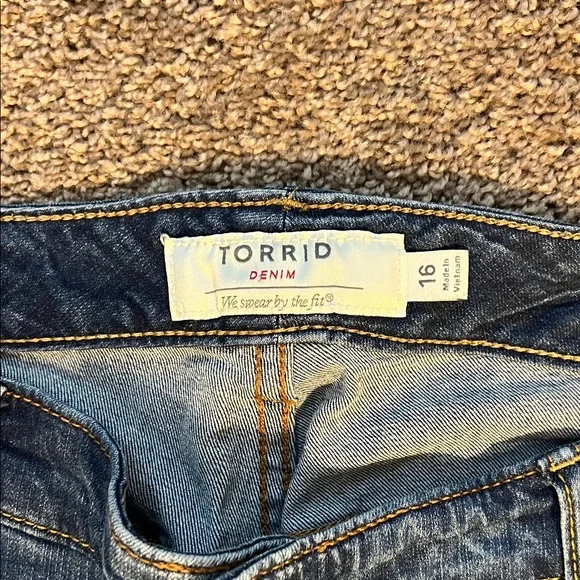 TORRID
DENIM
We swear by the fit®
16
Made in
Vietnam